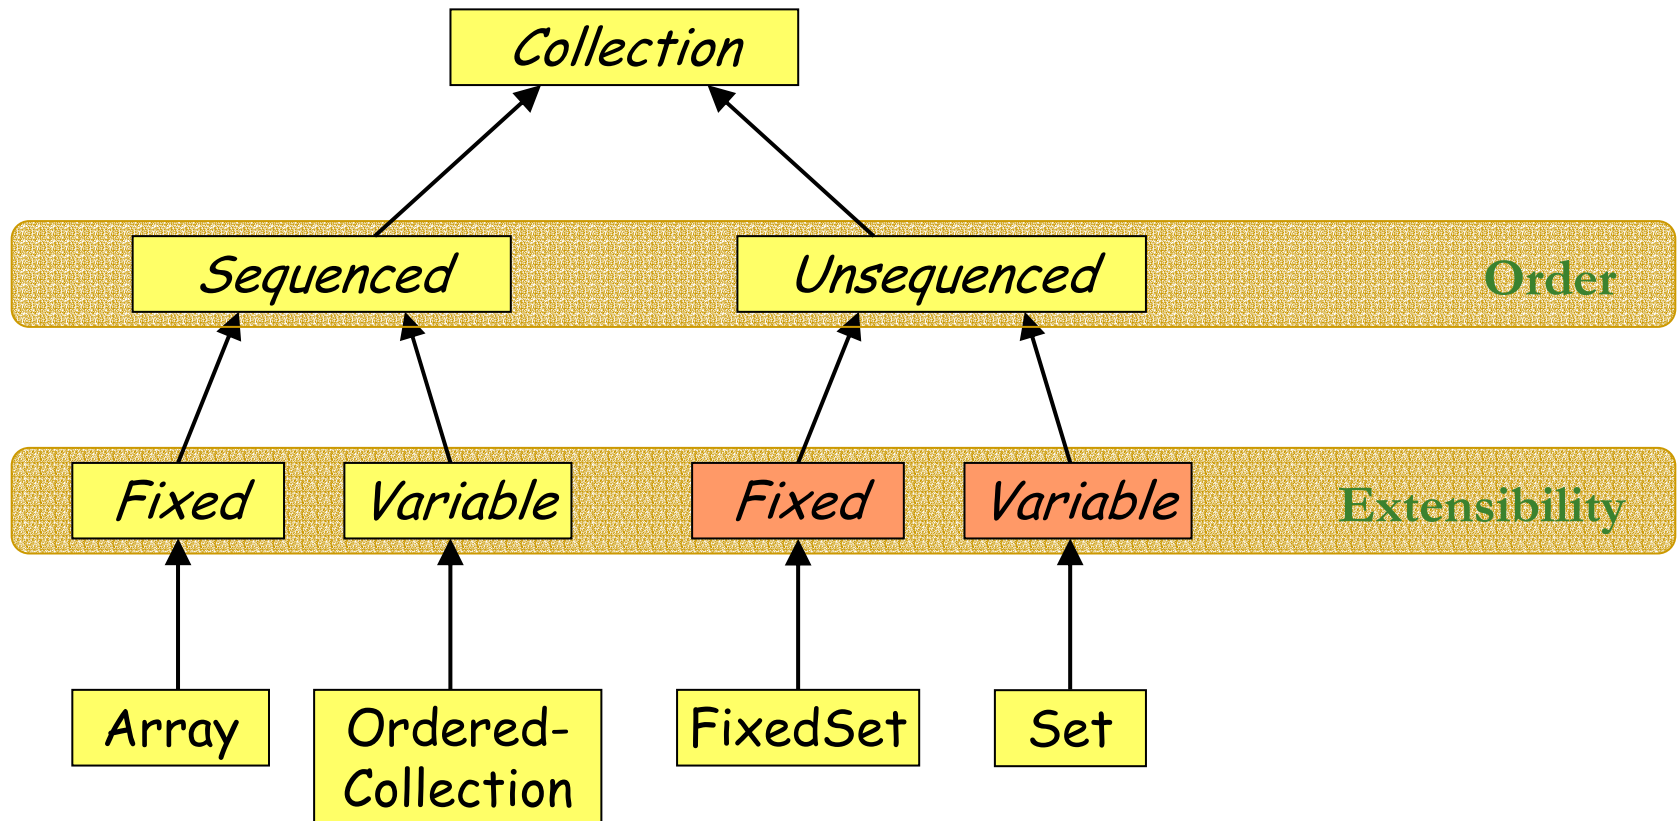 Collection
Sequenced
Unsequenced
Order
Fixed
Variable
Fixed
Variable
Extensibility
Array
Ordered-
Collection
FixedSet
Set